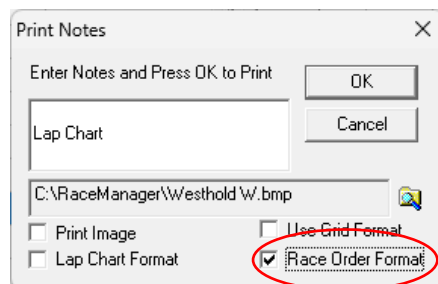 Print Notes
Enter Notes and Press OK to Print
OK
Cancel
Lap Chart
C:\RaceManager\Westhold W.bmp
Print Image
Use Grid Format
Lap Chart Format
Race Order Format